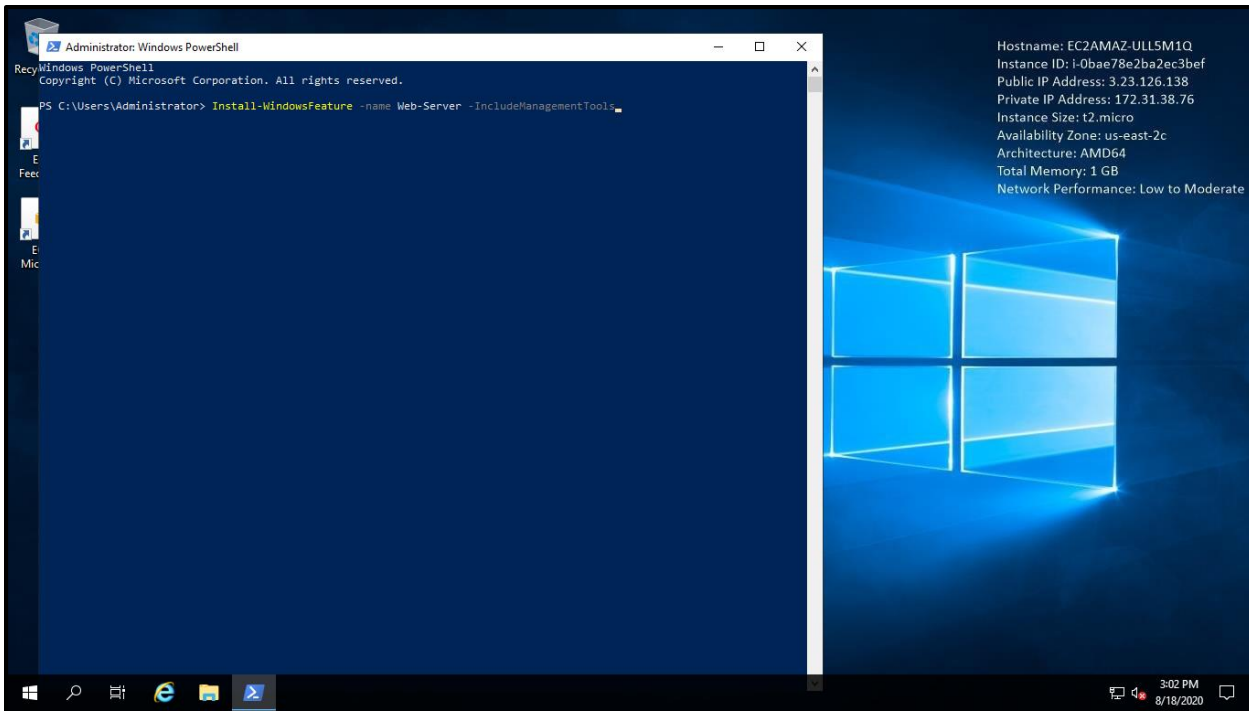 Administrator: Windows PowerShell
Windows PowerShell
Copyright (C) Microsoft Corporation. All rights reserved.
PS C:\Users\Administrator> Install-WindowsFeature -name Web-Server -IncludeManagementTools
Recy
E
Feed
E
Mic
Hostname: EC2AMAZ-ULL5M1Q
Instance ID: i-0bae78e2ba2ec3bef
Public IP Address: 3.23.126.138
Private IP Address: 172.31.38.76
Instance Size: t2.micro
Availability Zone: us-east-2c
Architecture: AMD64
Total Memory: 1 GB
Network Performance: Low to Moderate
3:02 PM
8/18/2020